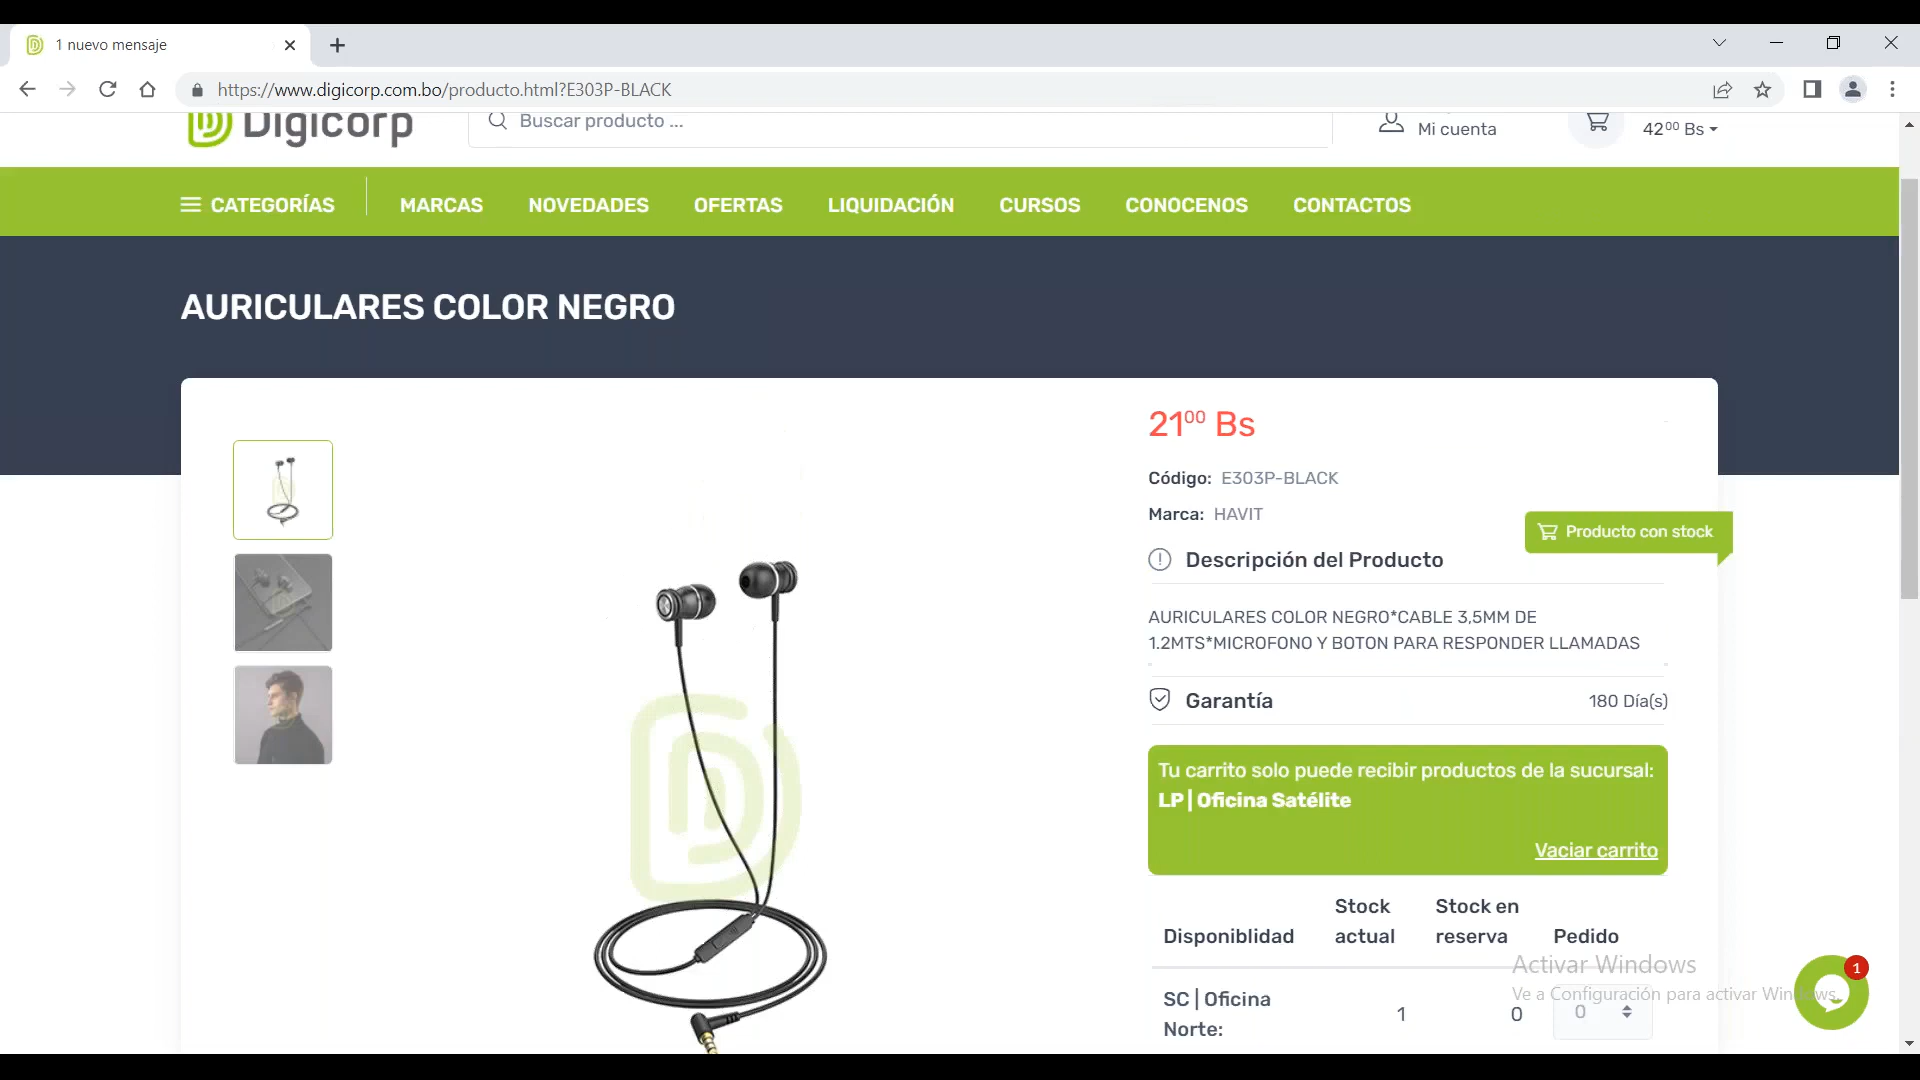 1 nuevo mensaje
https://www.digicorp.com.bo/producto.html?E303P-BLACK
Digicorp
Buscar producto ...
Mi cuenta
42⁰⁰ Bs
CATEGORÍAS
MARCAS
NOVEDADES
OFERTAS
LIQUIDACIÓN
CURSOS
CONOCENOS
CONTACTOS
AURICULARES COLOR NEGRO
21⁰⁰ Bs
Código: E303P-BLACK
Marca: HAVIT
Producto con stock
Descripción del Producto
AURICULARES COLOR NEGRO*CABLE 3,5MM DE
1.2MTS*MICROFONO Y BOTON PARA RESPONDER LLAMADAS
Garantía 180 Día(s)
Tu carrito solo puede recibir productos de la sucursal:
LP | Oficina Satélite
Vaciar carrito
Stock Stock en
Disponiblidad actual reserva Pedido
Activar Windows
Ve a Configuración para activar Windows.
1
SC | Oficina
Norte:
1 0 0